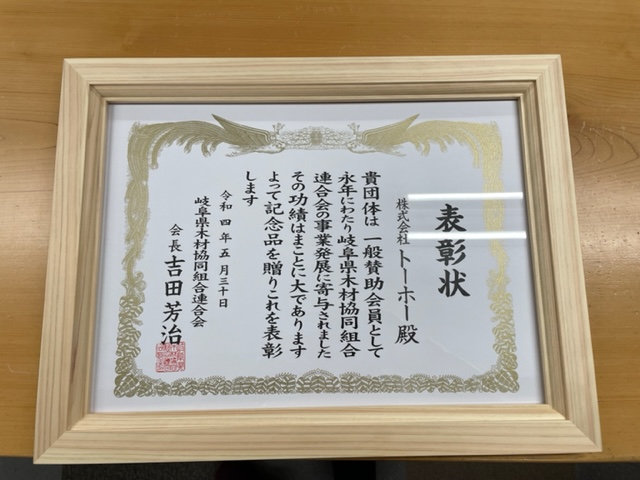 表彰状
株式会社トーホー殿
貴団体は一般賛助会員として
永年にわたり岐阜県木材協同組合
連合会の事業発展に寄与されました
その功績はまことに大であります
よって記念品を贈りこれを表彰
します
令和四年五月三十日
岐阜県木材協同組合連合会
会長 吉田芳治